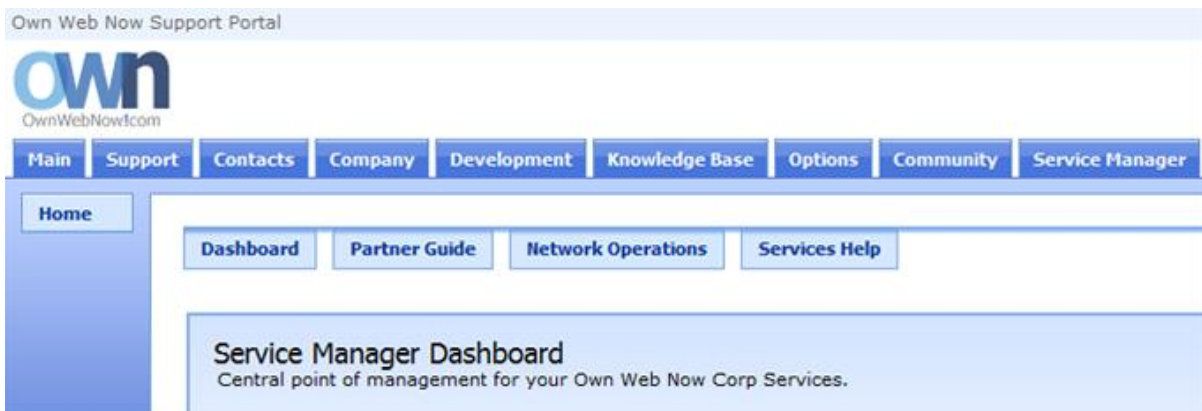 Own Web Now Support Portal
own
OwnWebNow!com
Main Support Contacts Company Development Knowledge Base Options Community Service Manager
Home
Dashboard Partner Guide Network Operations Services Help
Service Manager Dashboard
Central point of management for your Own Web Now Corp Services.